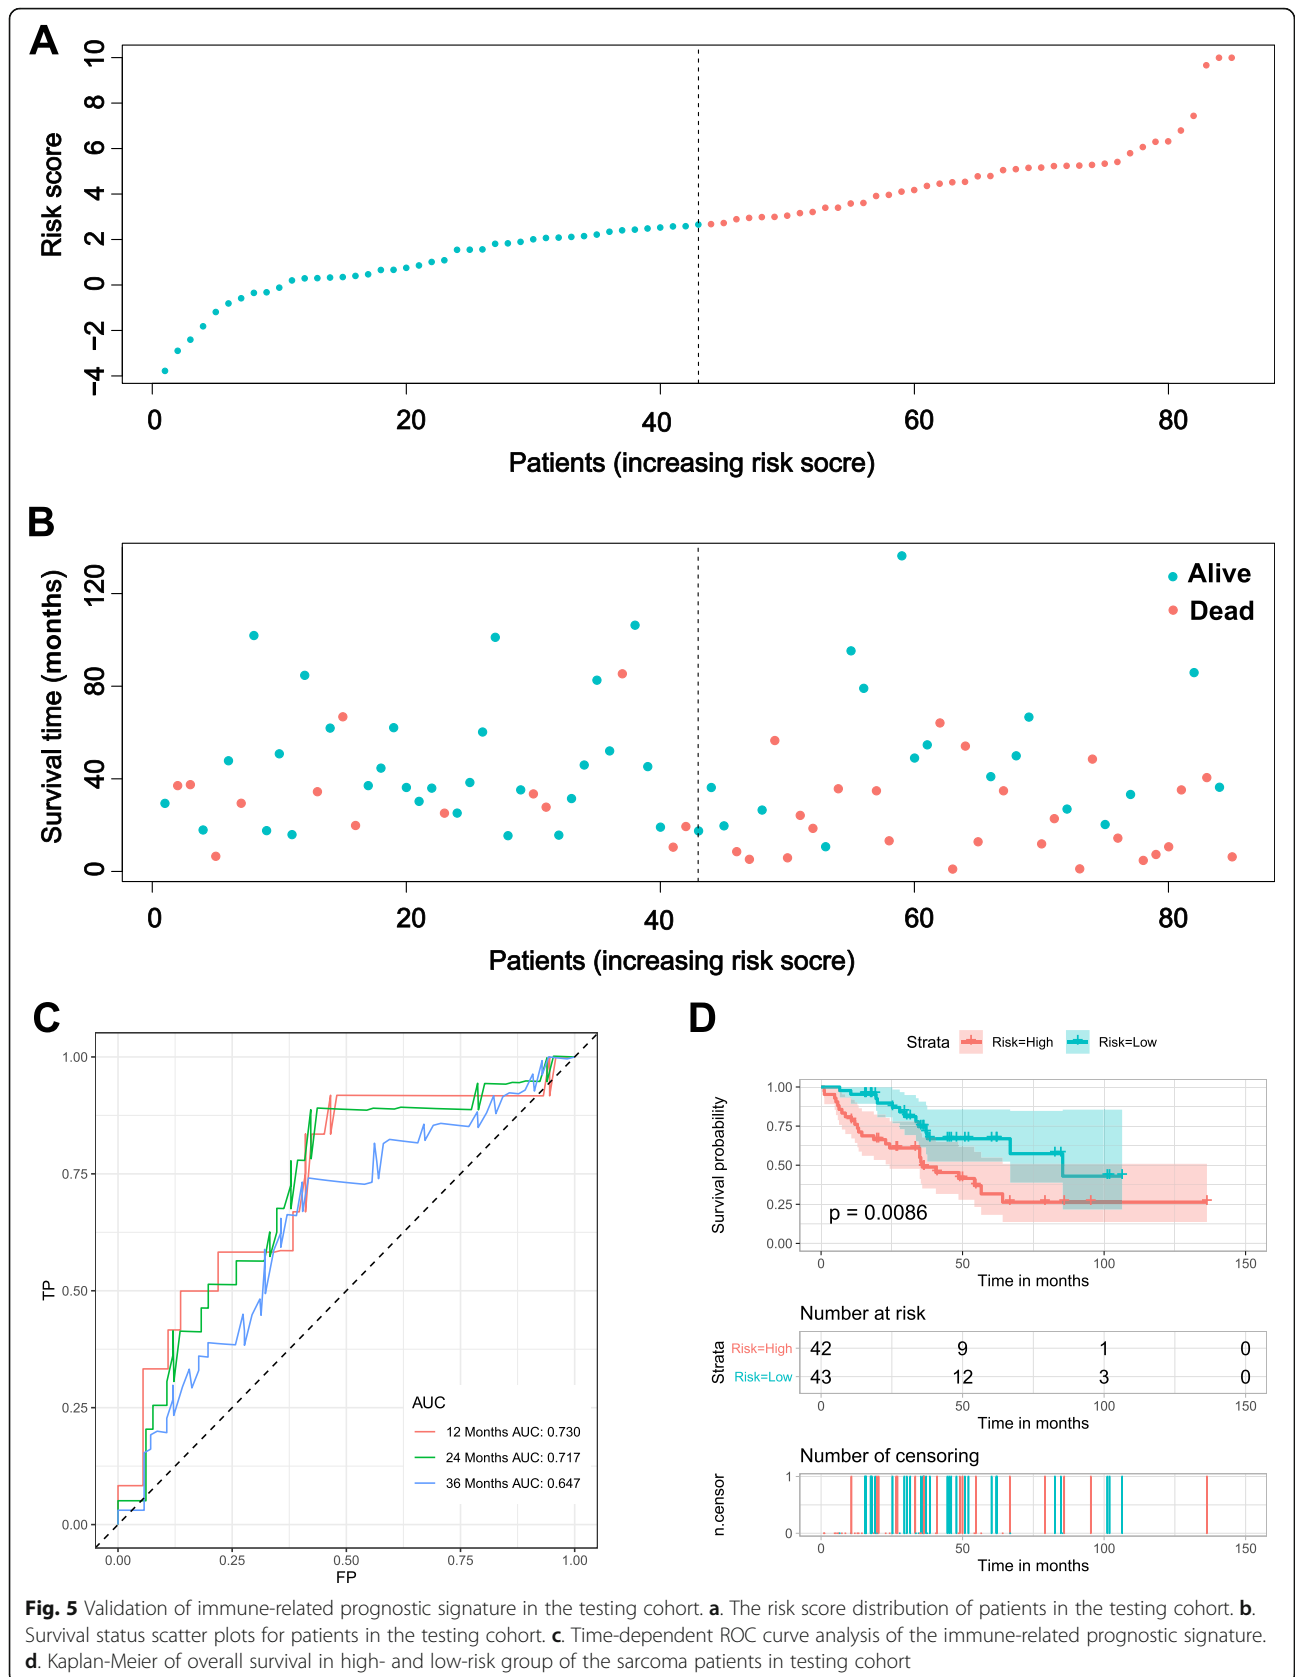 A
Risk score
10
8
6
4
2
0
−2
−4
0 20 40 60 80
Patients (increasing risk socre)
B
Survival time (months)
120
80
40
0
Alive
Dead
0 20 40 60 80
Patients (increasing risk socre)
C
TP
1.00
0.75
0.50
0.25
0.00
AUC
12 Months AUC: 0.730
24 Months AUC: 0.717
36 Months AUC: 0.647
0.00 0.25 0.50 0.75 1.00
FP
D
Strata Risk=High Risk=Low
Survival probability
1.00
0.75
0.50
0.25
0.00
p = 0.0086
0 50 100 150
Time in months
Number at risk
Strata
Risk=High 42 9 1 0
Risk=Low 43 12 3 0
0 50 100 150
Time in months
Number of censoring
n.censor
1
0
0 50 100 150
Time in months
Fig. 5 Validation of immune-related prognostic signature in the testing cohort. a. The risk score distribution of patients in the testing cohort. b.
Survival status scatter plots for patients in the testing cohort. c. Time-dependent ROC curve analysis of the immune-related prognostic signature.
d. Kaplan-Meier of overall survival in high- and low-risk group of the sarcoma patients in testing cohort